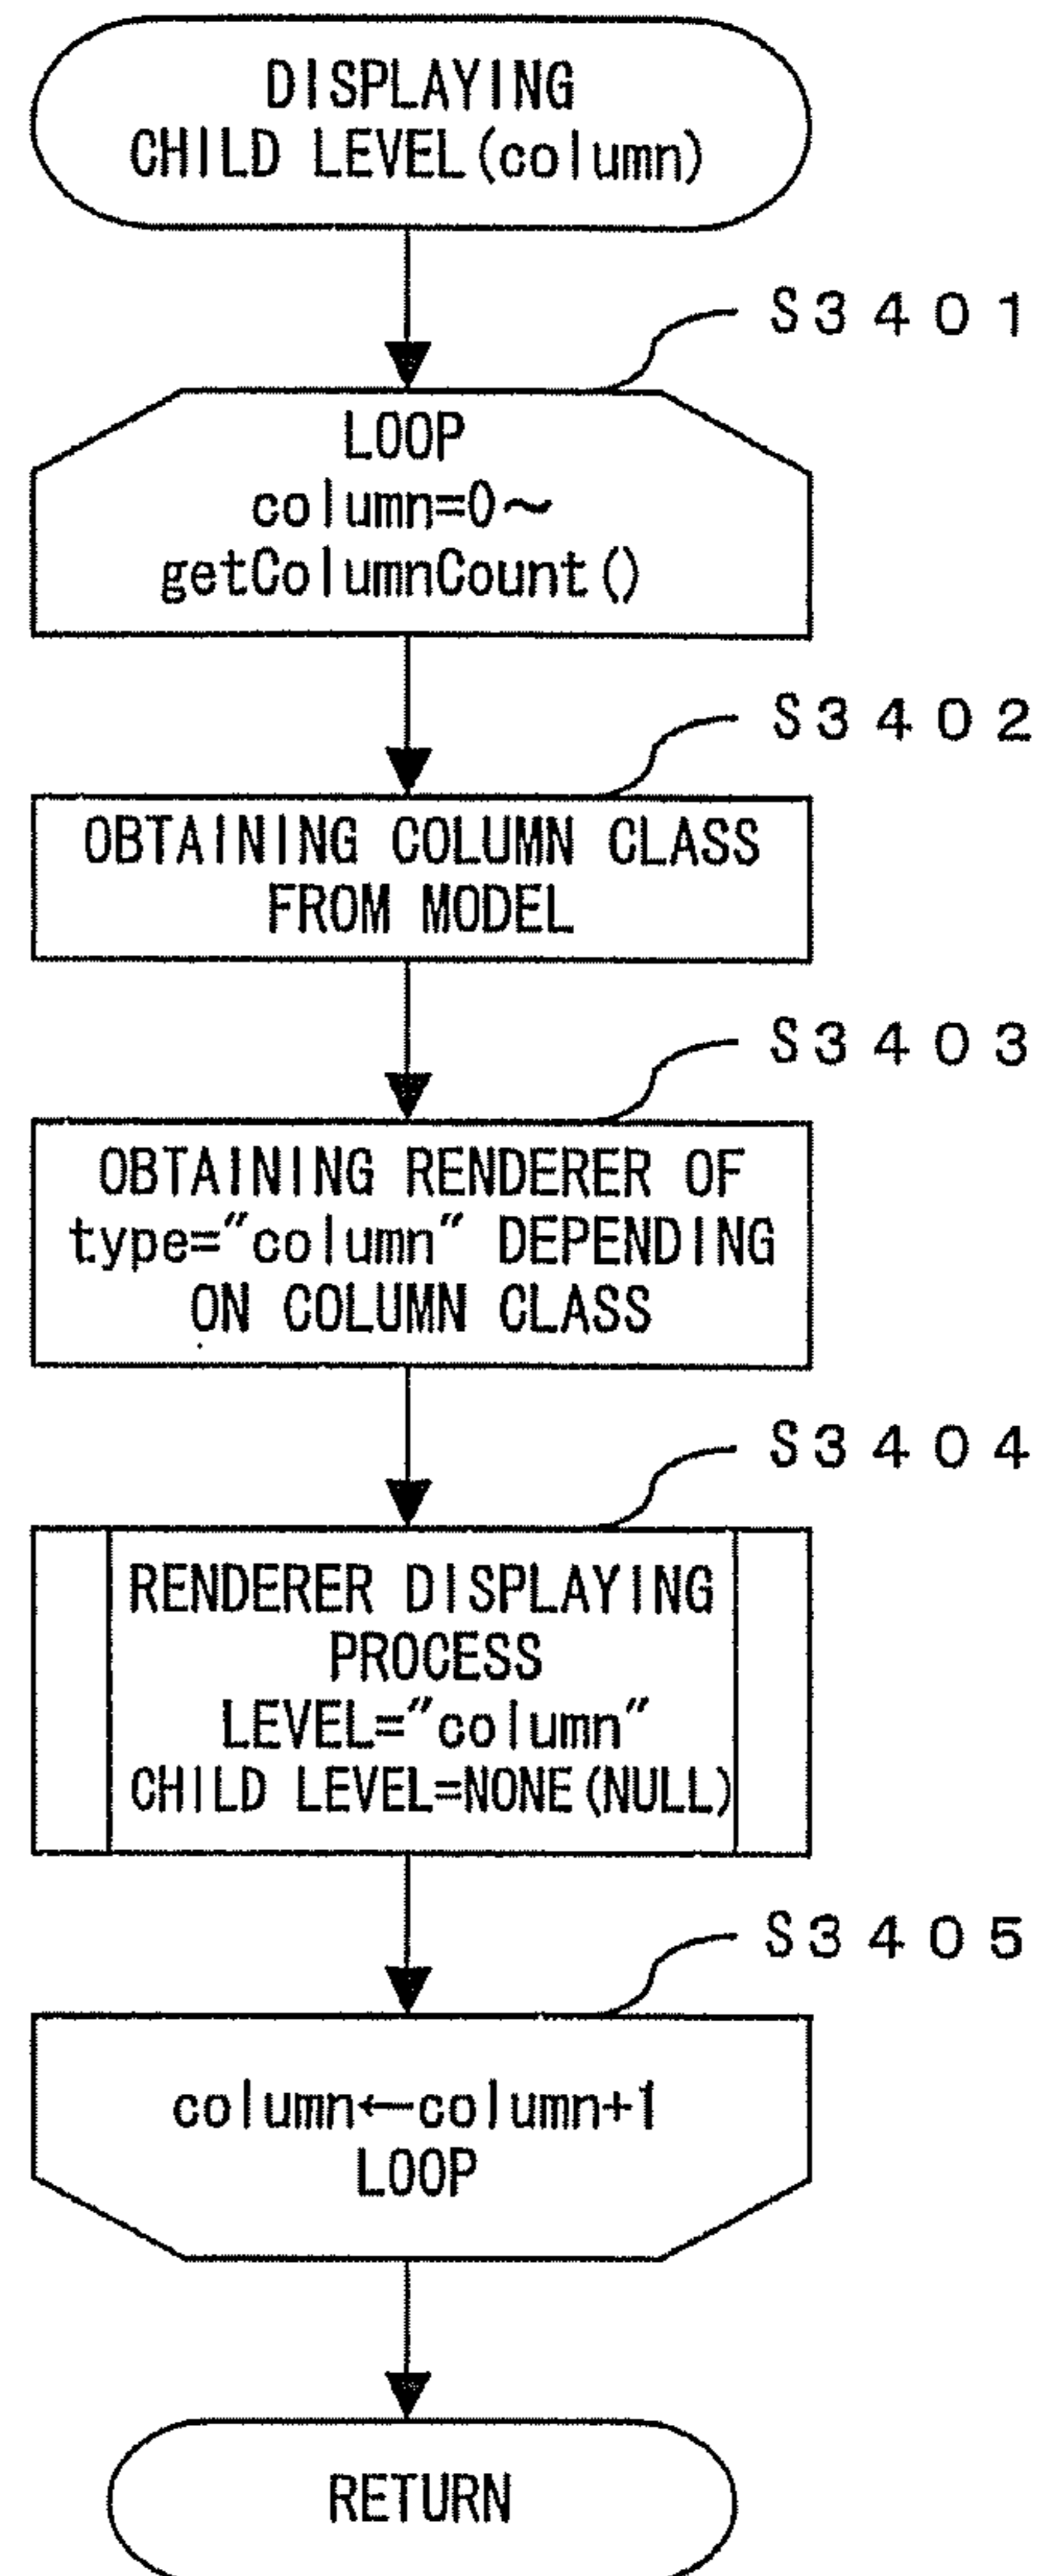 DISPLAYING
CHILD LEVEL(column)
S3401
LOOP
column=0~
getColumnCount()
S3402
OBTAINING COLUMN CLASS
FROM MODEL
S3403
OBTAINING RENDERER OF
type="column" DEPENDING
ON COLUMN CLASS
S3404
RENDERER DISPLAYING
PROCESS
LEVEL="column"
CHILD LEVEL=NONE(NULL)
S3405
column←column+1
LOOP
RETURN